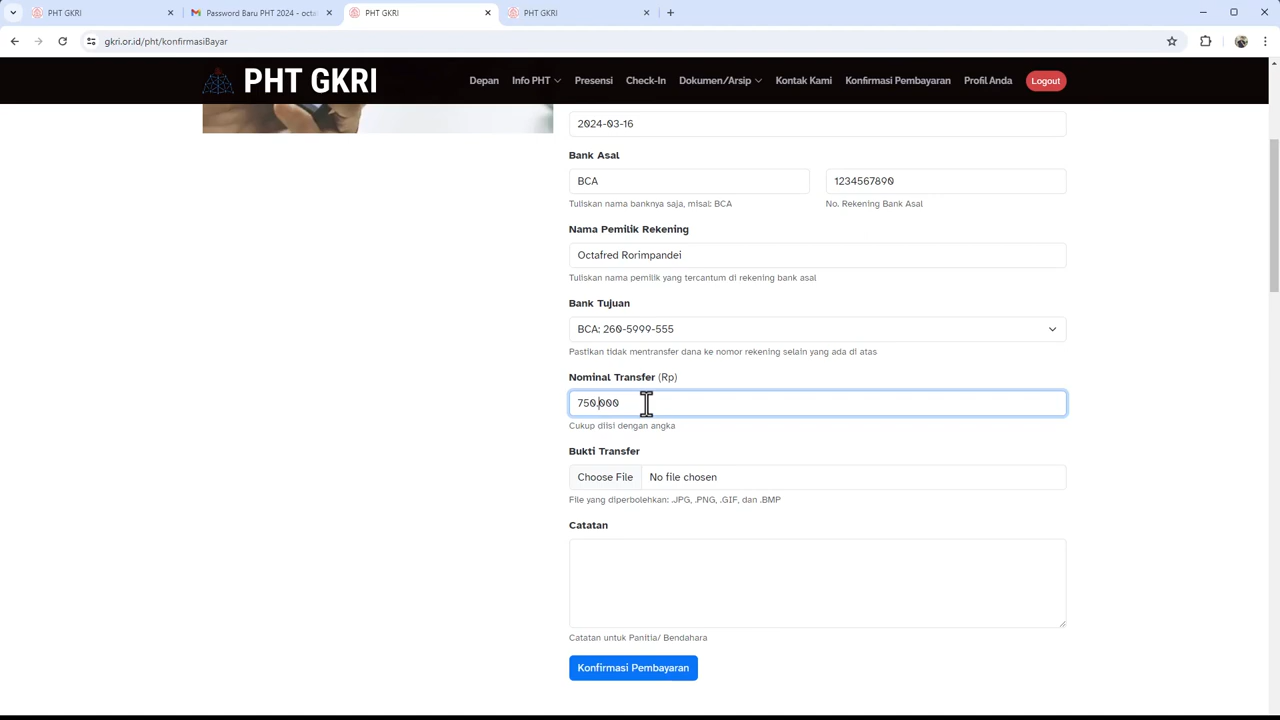 PHT GKRI
Password Baru PHT 2024 - octa
PHT GKRI
PHT GKRI
gkri.or.id/pht/konfirmasiBayar
PHT GKRI
Depan
Info PHT
Presensi
Check-In
Dokumen/Arsip
Kontak Kami
Konfirmasi Pembayaran
Profil Anda
Logout
2024-03-16
Bank Asal
BCA
1234567890
Tuliskan nama banknya saja, misal: BCA
No. Rekening Bank Asal
Nama Pemilik Rekening
Octafred Rorimpandei
Tuliskan nama pemilik yang tercantum di rekening bank asal
Bank Tujuan
BCA: 260-5999-555
Pastikan tidak mentransfer dana ke nomor rekening selain yang ada di atas
Nominal Transfer (Rp)
750.000
Cukup diisi dengan angka
Bukti Transfer
Choose File No file chosen
File yang diperbolehkan: .JPG, .PNG, .GIF, dan .BMP
Catatan
Catatan untuk Panitia/ Bendahara
Konfirmasi Pembayaran